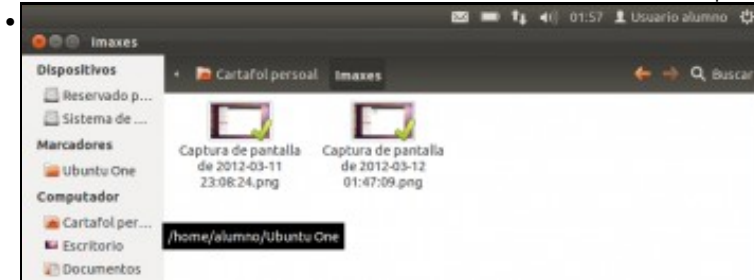 01:57 Usuario alumno
Imaxes
Dispositivos
Cartafol persoal Imaxes Buscar
Reservado p...
Sistema de ...
Captura de pantalla
de 2012-03-11
23:08:24.png
Captura de pantalla
de 2012-03-12
01:47:09.png
Marcadores
Ubuntu One
Computador
Cartafol per...
/home/alumno/Ubuntu One
Escritorio
Documentos